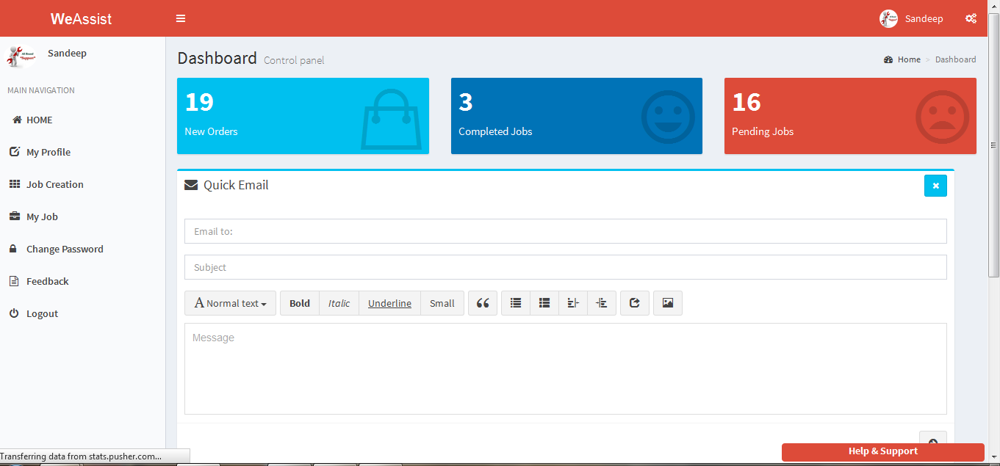 WeAssist
Sandeep
Sandeep
MAIN NAVIGATION
HOME
My Profile
Job Creation
My Job
Change Password
Feedback
Logout
Dashboard Control panel
Home > Dashboard
19
New Orders
3
Completed Jobs
16
Pending Jobs
Quick Email
Email to:
Subject
A Normal text Bold Italic Underline Small
Message
Help & Support
Transferring data from stats.pusher.com...